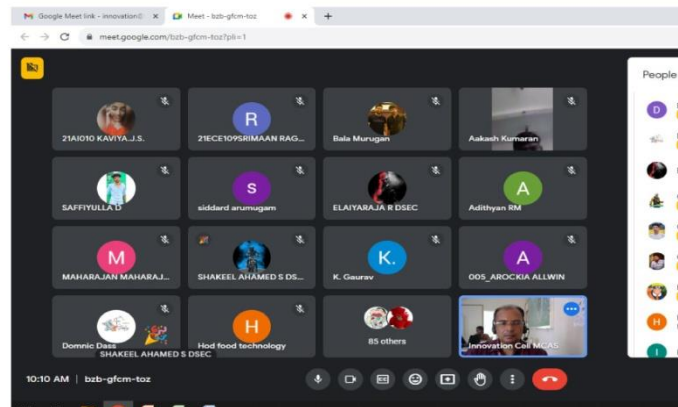 Google Meet link - innovation
Meet - bzb-gfcm-toz
meet.google.com/bzb-gfcm-toz?pli=1
People
21AI010 KAVIYA.J.S.
R
21ECE109SRIMAAN RAG...
Bala Murugan
Aakash Kumaran
D
SAFFIYULLA D
S
siddard arumugam
ELAIYARAJA R DSEC
A
Adithyan RM
M
MAHARAJAN MAHARAJ...
SHAKEEL AHAMED S DS...
K.
K. Gaurav
A
005_AROCKIA ALLWIN
Domnic Dass
H
Hod food technology
85 others
Innovation Cell MCAS
H
SHAKEEL AHAMED S DSEC
10:10 AM | bzb-gfcm-toz